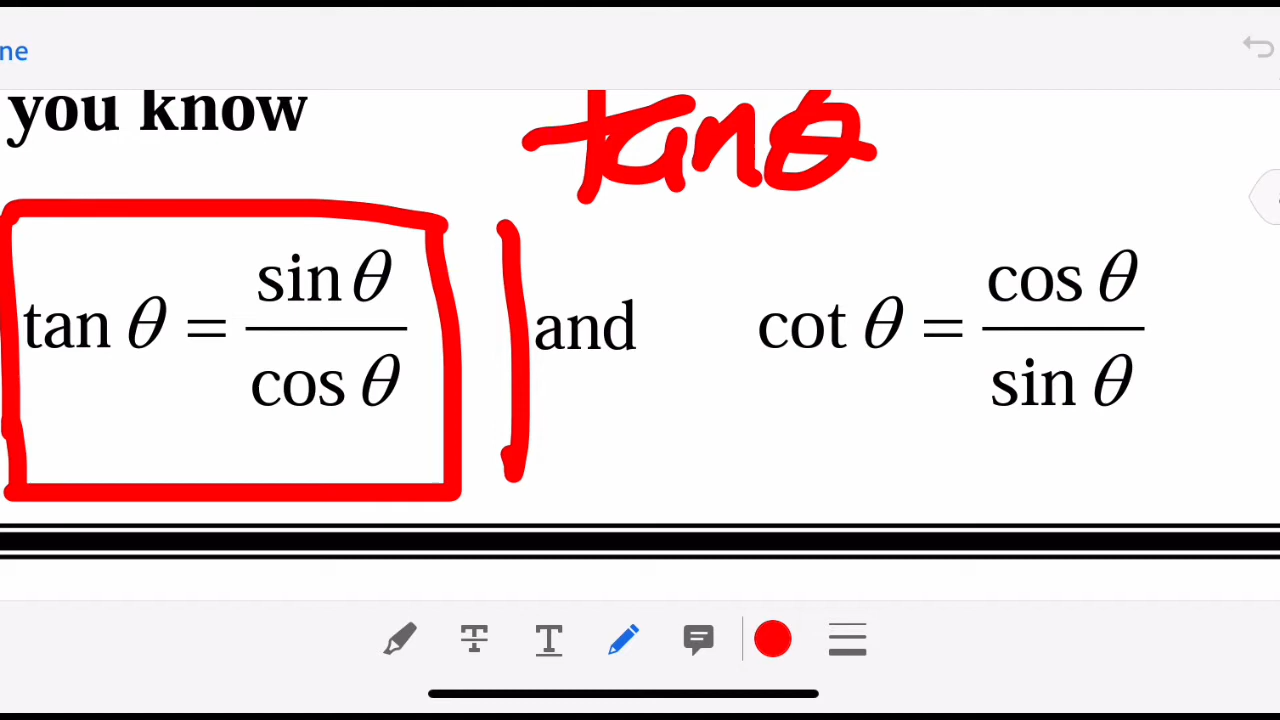 ne
you know
tanθ
tan θ = sin θ / cos θ and cot θ = cos θ / sin θ